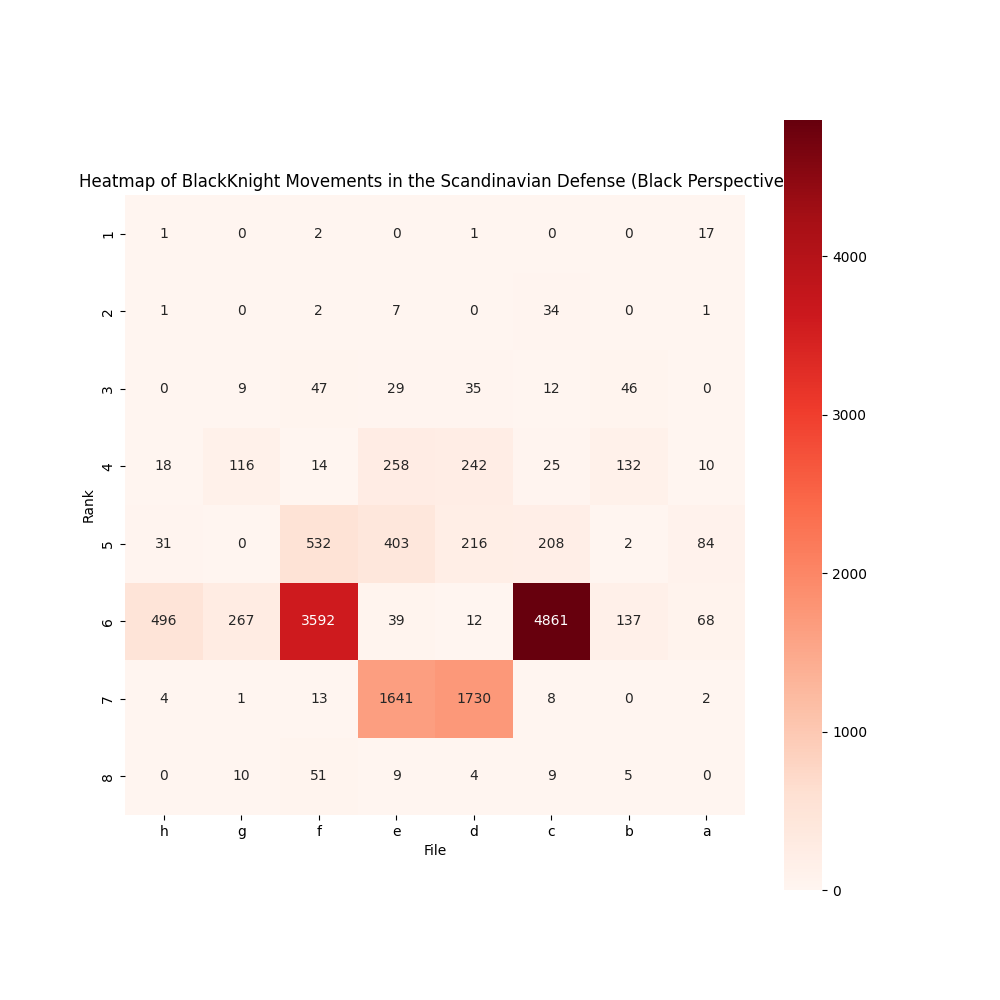 Heatmap of BlackKnight Movements in the Scandinavian Defense (Black Perspective
1 1 0 2 0 1 0 0 17
2 1 0 2 7 0 34 0 1
3 0 9 47 29 35 12 46 0
4 18 116 14 258 242 25 132 10
5 31 0 532 403 216 208 2 84
6 496 267 3592 39 12 4861 137 68
7 4 1 13 1641 1730 8 0 2
8 0 10 51 9 4 9 5 0
h g f e d c b a
Rank
File
4000
3000
2000
1000
0